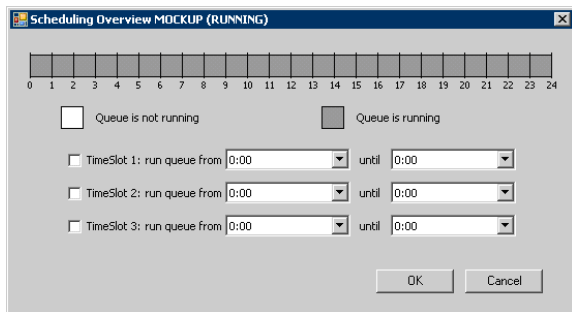 Scheduling Overview MOCKUP (RUNNING)
0 1 2 3 4 5 6 7 8 9 10 11 12 13 14 15 16 17 18 19 20 21 22 23 24
Queue is not running Queue is running
TimeSlot 1: run queue from 0:00 until 0:00
TimeSlot 2: run queue from 0:00 until 0:00
TimeSlot 3: run queue from 0:00 until 0:00
OK Cancel